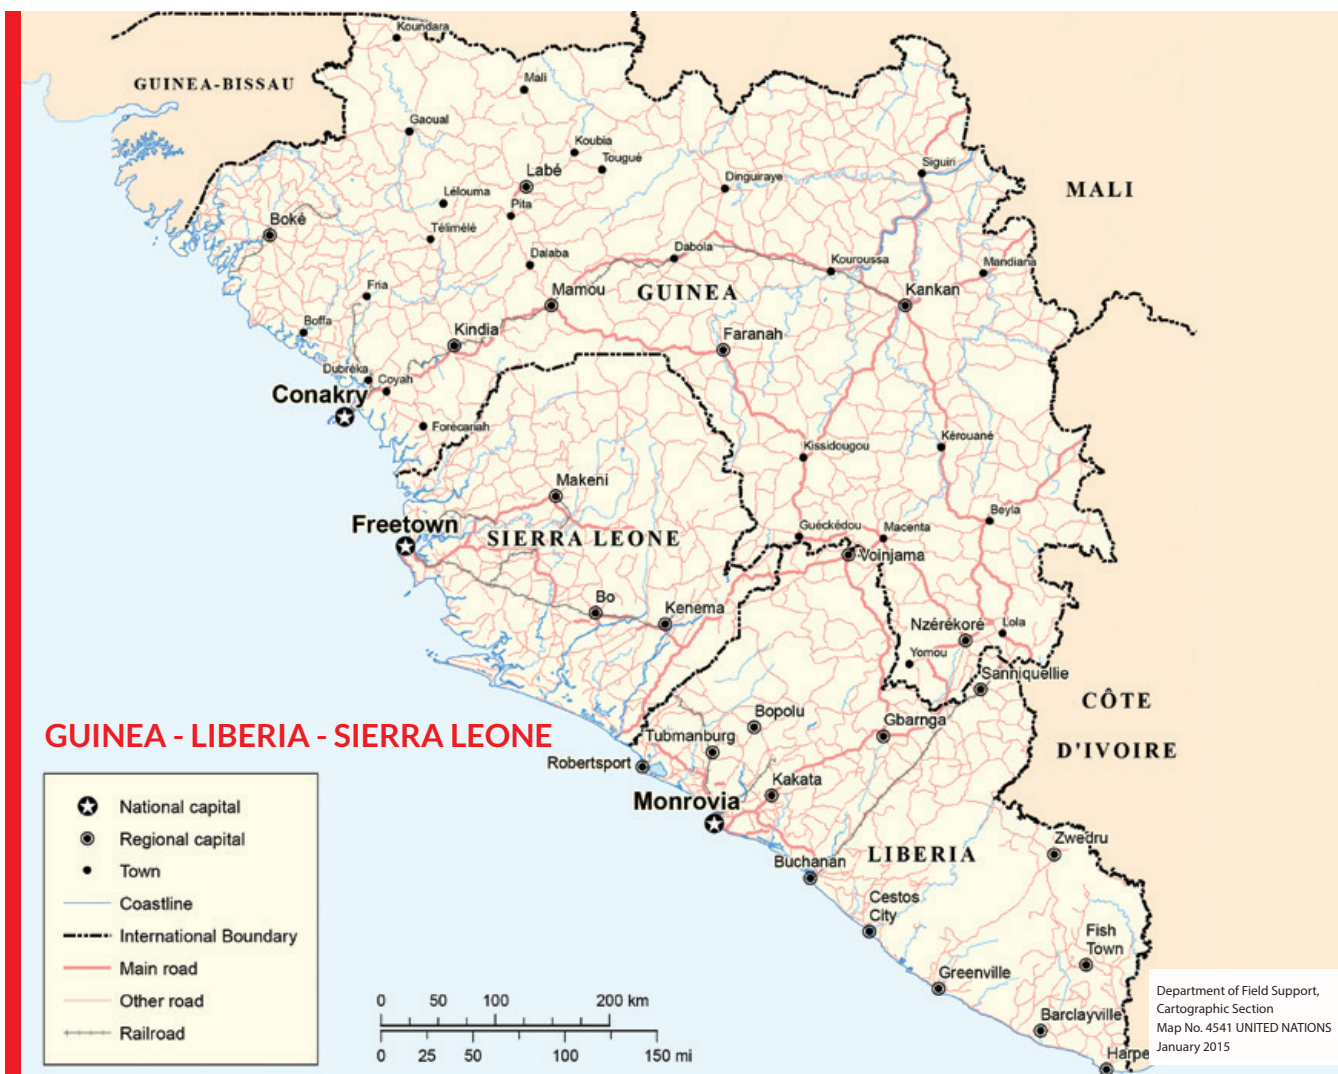 Koundara
GUINEA-BISSAU
Mali
Gaoual
Koubia
Tougué
Labé
Siguiri
Dinguiraye
MALI
Lélouma
Pita
Boké
Télimélé
Dabola
Dalaba
Kouroussa
Mandiana
Fria
Mamou
GUINEA
Kankan
Boffa
Kindia
Faranah
Dubréka
Coyah
Conakry
Forécariah
Kérouané
Kissidougou
Makeni
Beyla
Freetown
SIERRA LEONE
Guéckédou
Macenta
Voinjama
Bo
Kenema
Nzérékoré
Lola
Yomou
Sanniquellie
CÔTE
D'IVOIRE
Bopolu
Gbarnga
GUINEA - LIBERIA - SIERRA LEONE
Tubmanburg
Robertsport
Kakata
Monrovia
Zwedru
Buchanan
LIBERIA
Cestos
City
Fish
Town
Greenville
Barclayville
Harpe
National capital
Regional capital
Town
Coastline
International Boundary
Main road
Other road
Railroad
0 50 100 200 km
0 25 50 100 150 mi
Department of Field Support,
Cartographic Section
Map No. 4541 UNITED NATIONS
January 2015